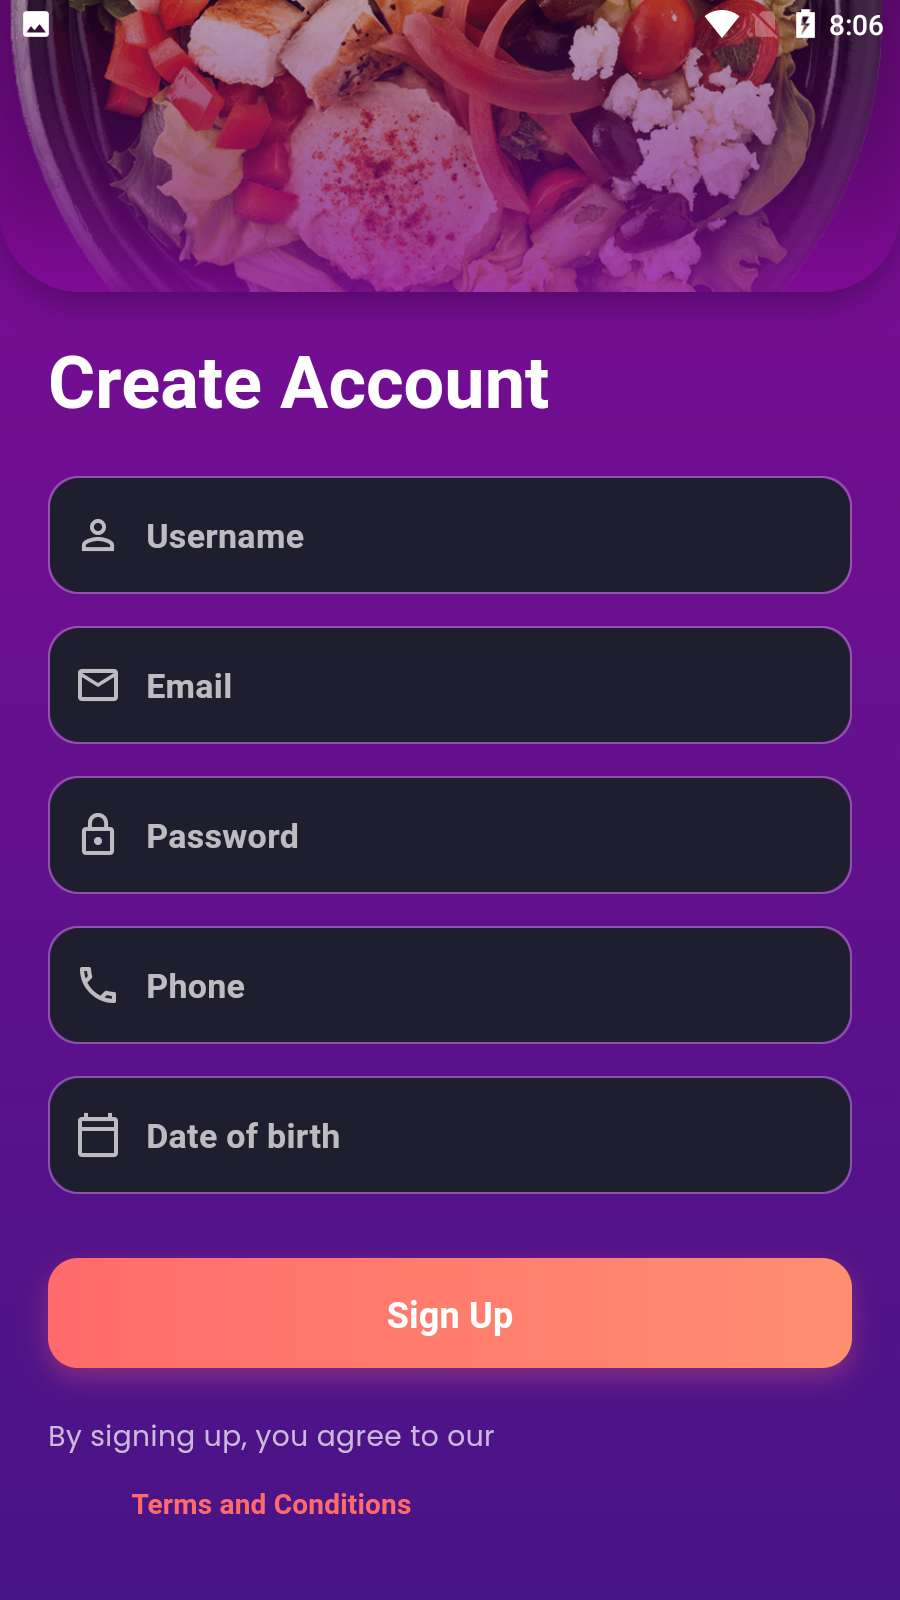 8:06
Create Account
Username
Email
Password
Phone
Date of birth
Sign Up
By signing up, you agree to our
Terms and Conditions